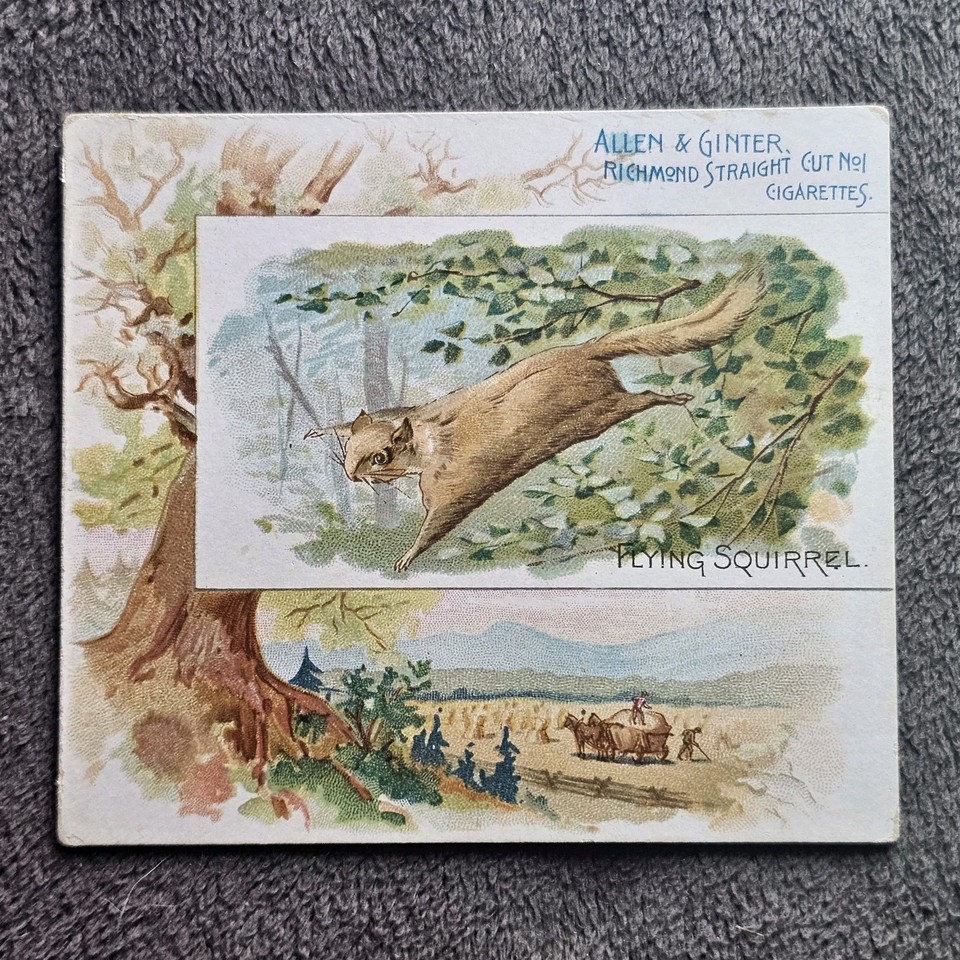 ALLEN & GINTER.
RICHMOND STRAIGHT CUT No1
CIGARETTES.
FLYING SQUIRREL.